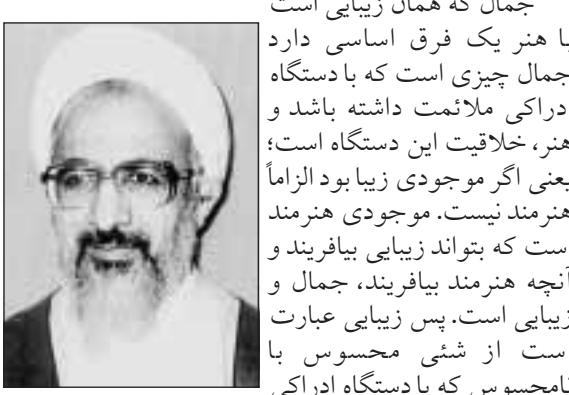 جمال که همان زیبایی است
با هنر یک فرق اساسی دارد
جمال چیزی است که با دستگاه
دراکی ملائمت داشته باشد و
هنر، خلاقیت این دستگاه است؛
یعنی اگر موجودی زیبا بود الزاماً
هنرمند نیست. موجودی هنرمند
ست که بتواند زیبایی بیافریند و
آنچه هنرمند بیافریند، جمال و
زیبایی است. پس زیبایی عبارت
ست از شئی محسوس با
نامحسوس که با دستگاه ادراکی